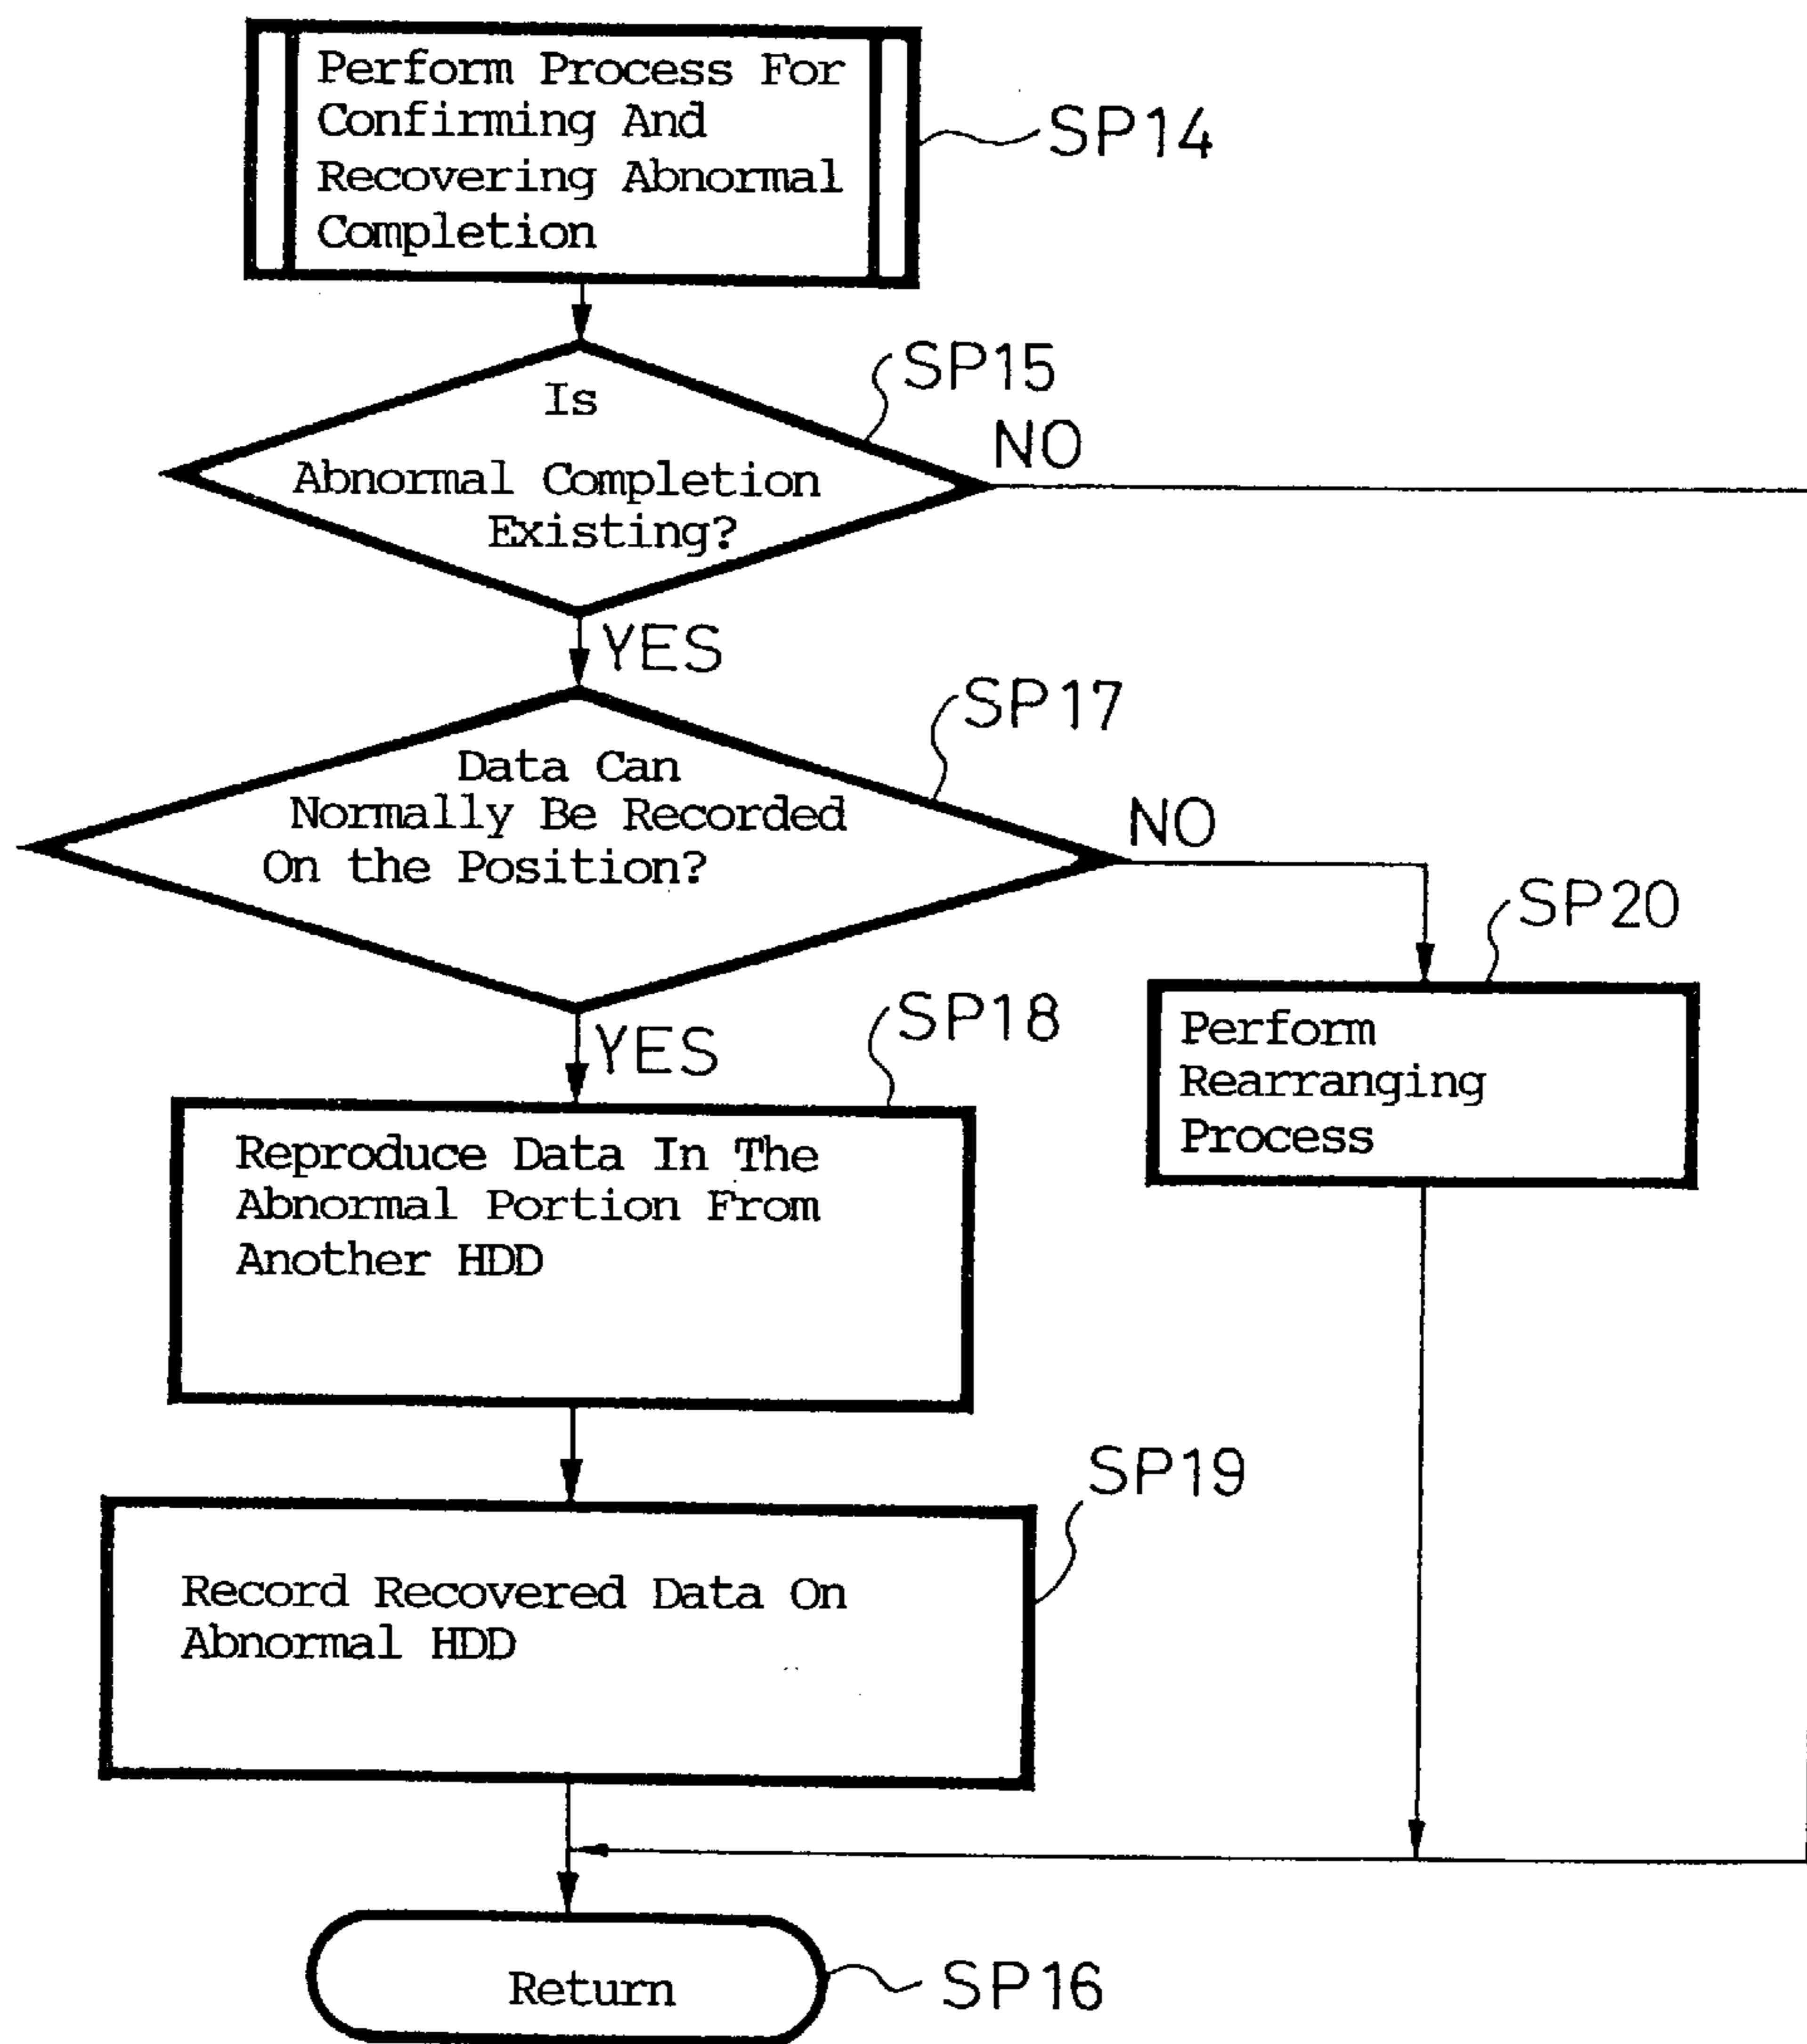 Perform Process For
Confirming And
Recovering Abnormal
Completion
SP14
SP15
Is
Abnormal Completion
Existing?
NO
YES
SP17
Data Can
Normally Be Recorded
On the Position?
NO
YES
SP20
Perform
Rearranging
Process
SP18
Reproduce Data In The
Abnormal Portion From
Another HDD
SP19
Record Recovered Data On
Abnormal HDD
Return
SP16